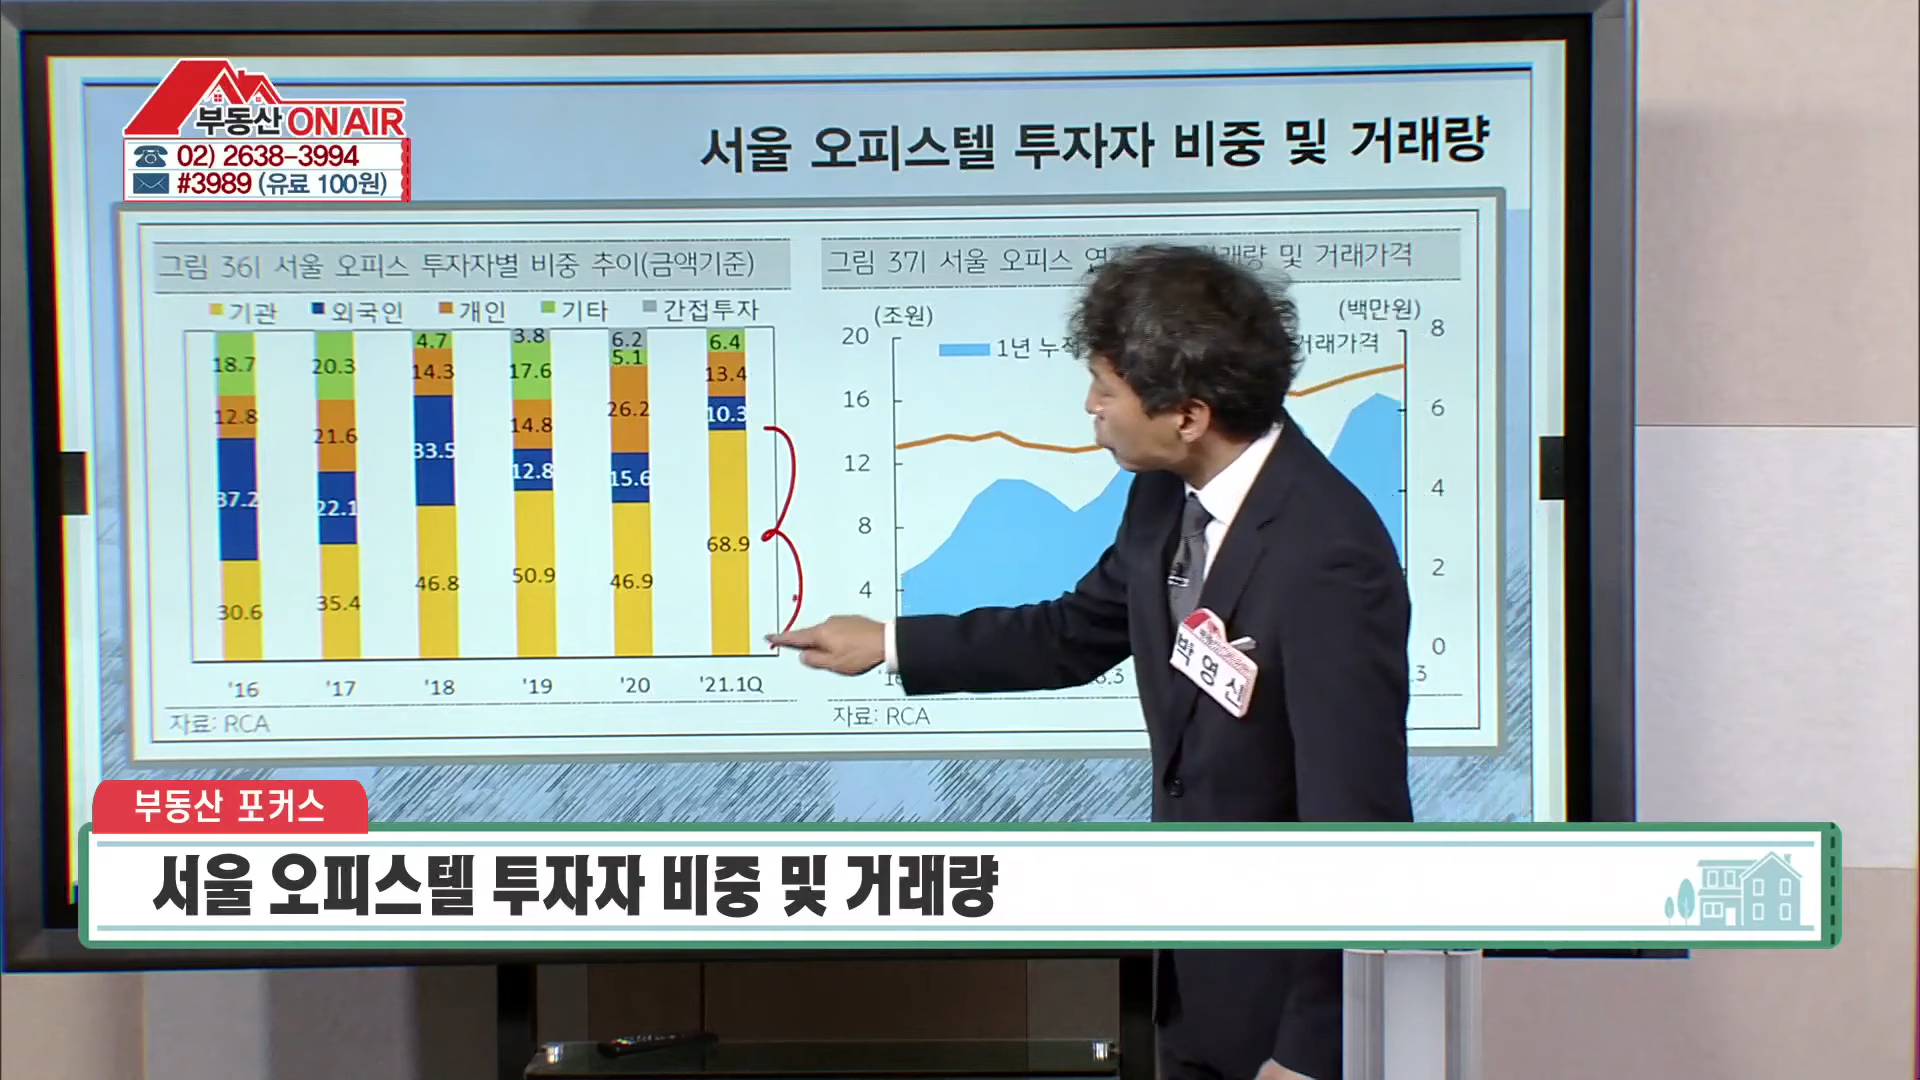 부동산 ON AIR
02) 2638-3994
#3989 (유료 100원)
서울 오피스텔 투자자 비중 및 거래량
그림 36| 서울 오피스 투자자별 비중 추이(금액기준)
기관 외국인 개인 기타 간접투자
18.7 20.3 4.7 3.8 6.2 6.4
12.8 21.6 14.3 17.6 5.1 13.4
37.2 22.1 33.5 14.8 26.2 10.3
30.6 35.4 46.8 12.8 15.6 68.9
50.9 46.9
'16 '17 '18 '19 '20 '21.1Q
자료: RCA
그림 37| 서울 오피스 및 거래가격
(조원) (백만원)
1년 거래가격
20 8
16 6
12 4
8 2
4 0
자료: RCA
박영선
부동산 포커스
서울 오피스텔 투자자 비중 및 거래량